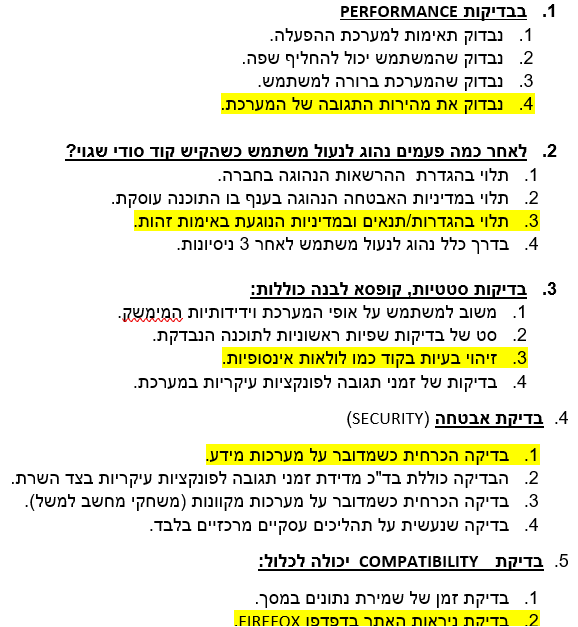 1. בבדיקות PERFORMANCE
1. נבדוק תאימות למערכת ההפעלה.
2. נבדוק שהמשתמש יכול להחליף שפה.
3. נבדוק שהמערכת ברורה למשתמש.
4. נבדוק את מהירות התגובה של המערכת.
2. לאחר כמה פעמים נהוג לנעול משתמש כשהקיש קוד סודי שגוי?
1. תלוי בהגדרת ההרשאות הנהוגה בחברה.
2. תלוי במדיניות האבטחה הנהוגה בענף בו התוכנה עוסקת.
3. תלוי בהגדרות/תנאים ובמדיניות הנוגעת באימות זהות.
4. בדרך כלל נהוג לנעול משתמש לאחר 3 ניסיונות.
3. בדיקות סטטיות, קופסא לבנה כוללות:
1. משוב למשתמש על אופי המערכת וידידותיות המימשק.
2. סט של בדיקות שפיות ראשוניות לתוכנה הנבדקת.
3. זיהוי בעיות בקוד כמו לולאות אינסופיות.
4. בדיקות של זמני תגובה לפונקציות עיקריות במערכת.
4. בדיקת אבטחה (SECURITY)
1. בדיקה הכרחית כשמדובר על מערכות מידע.
2. הבדיקה כוללת בד"כ מדידת זמני תגובה לפונקציות עיקריות בצד השרת.
3. בדיקה הכרחית כשמדובר על מערכות מקוונות (משחקי מחשב למשל).
4. בדיקה שנעשית על תהליכים עסקיים מרכזיים בלבד.
5. בדיקת COMPATIBILITY יכולה לכלול:
1. בדיקת זמן של שמירת נתונים במסך.
2. בדיקת ניראות האתר בדפדפן FIREFOX.